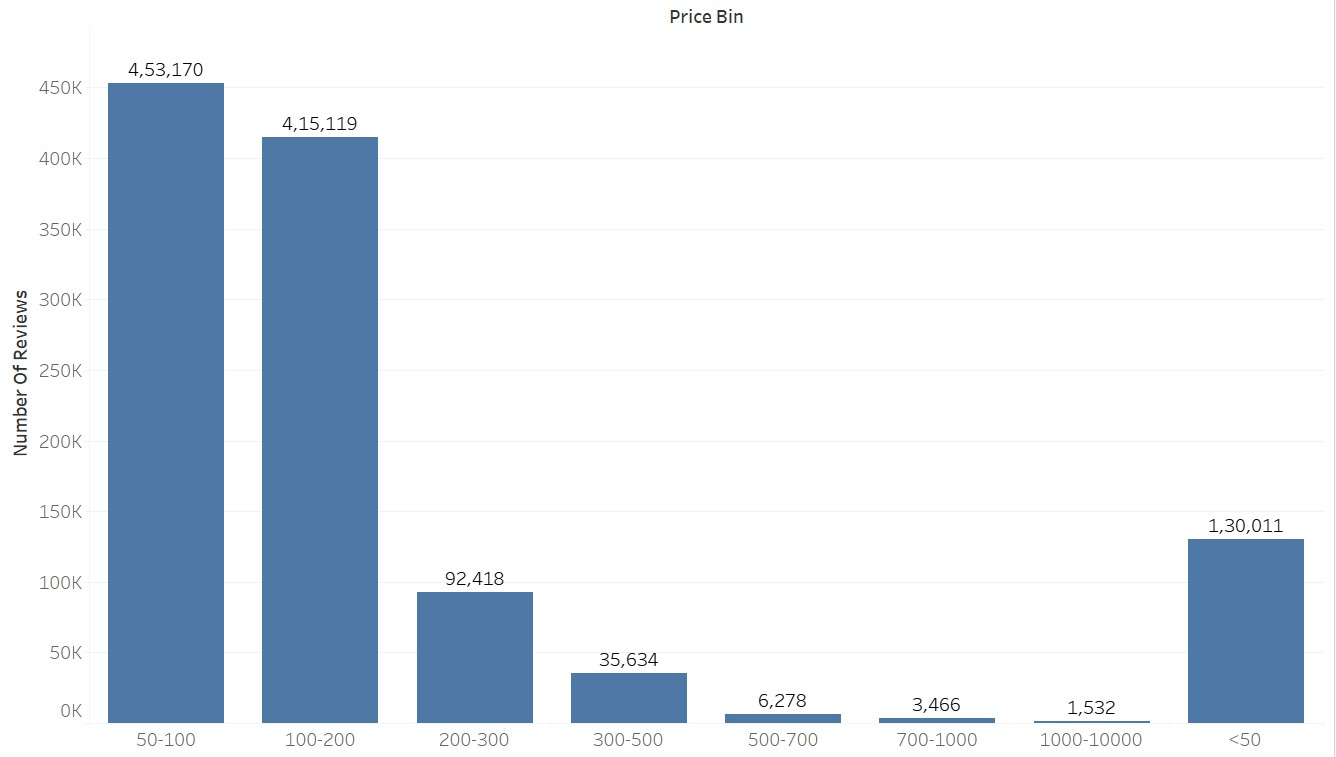 Price Bin
Number Of Reviews
450K
400K
350K
300K
250K
200K
150K
100K
50K
0K
4,53,170
4,15,119
92,418
35,634
6,278
3,466
1,532
1,30,011
50-100
100-200
200-300
300-500
500-700
700-1000
1000-10000
<50